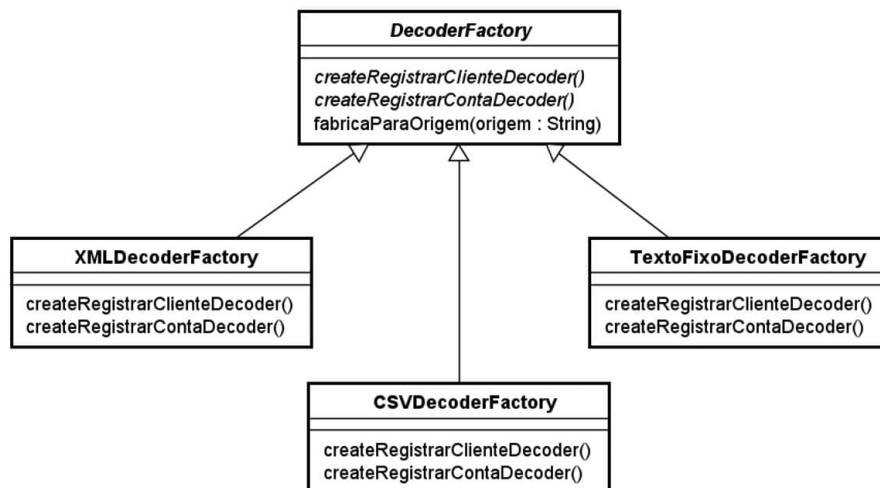 DecoderFactory
createRegistrarClienteDecoder()
createRegistrarContaDecoder()
fabricaParaOrigem(origem : String)
XMLDecoderFactory
createRegistrarClienteDecoder()
createRegistrarContaDecoder()
TextoFixoDecoderFactory
createRegistrarClienteDecoder()
createRegistrarContaDecoder()
CSVDecoderFactory
createRegistrarClienteDecoder()
createRegistrarContaDecoder()